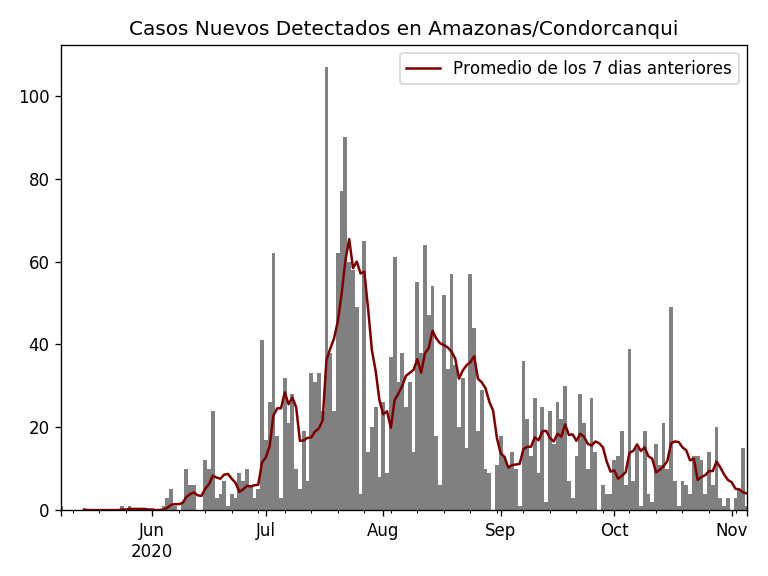 Casos Nuevos Detectados en Amazonas/Condorcanqui
Promedio de los 7 dias anteriores
100
80
60
40
20
0
Jun Jul Aug Sep Oct Nov
2020